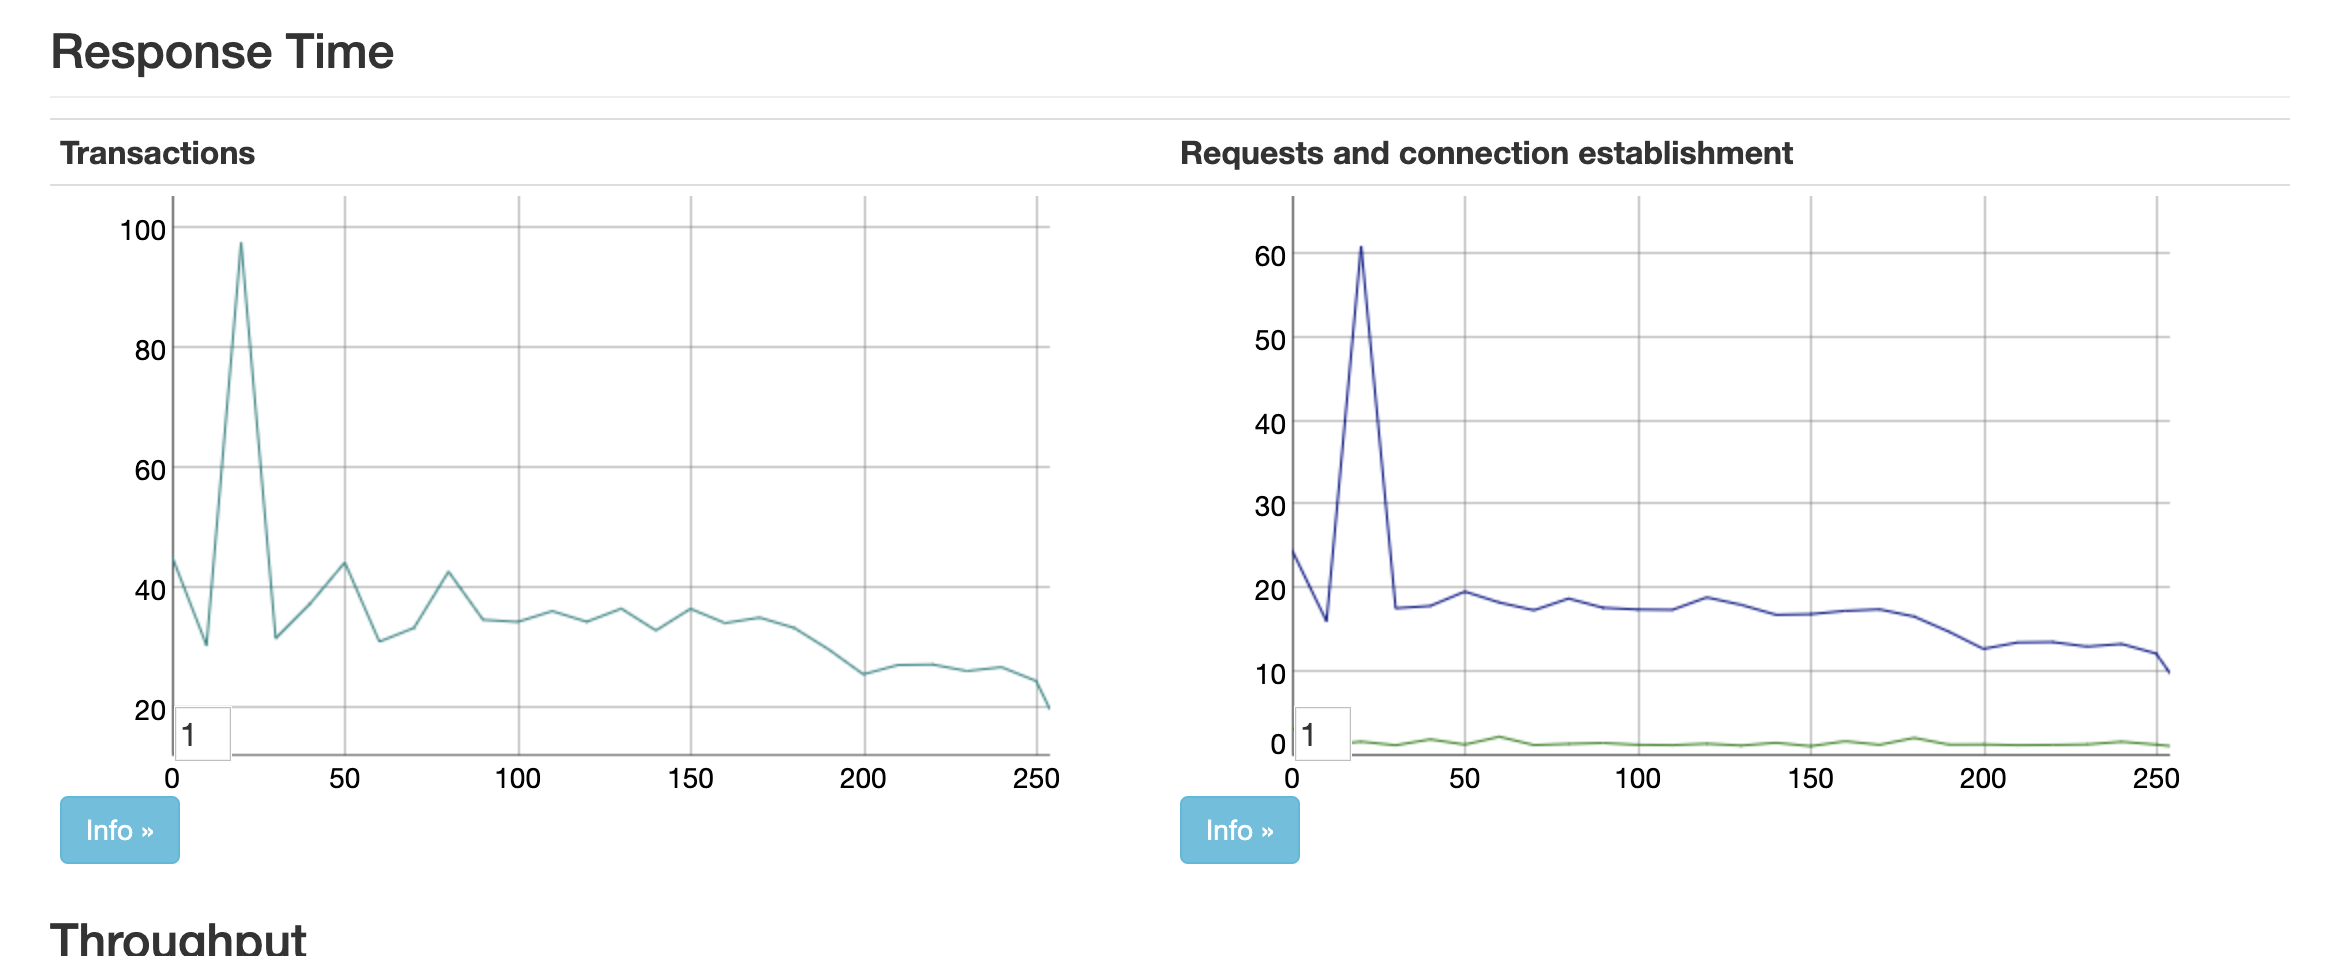 Response Time
Transactions
Requests and connection establishment
100
80
60
40
20
1
0 50 100 150 200 250
60
50
40
30
20
10
0
1
0 50 100 150 200 250
Info »
Info »
Throughput